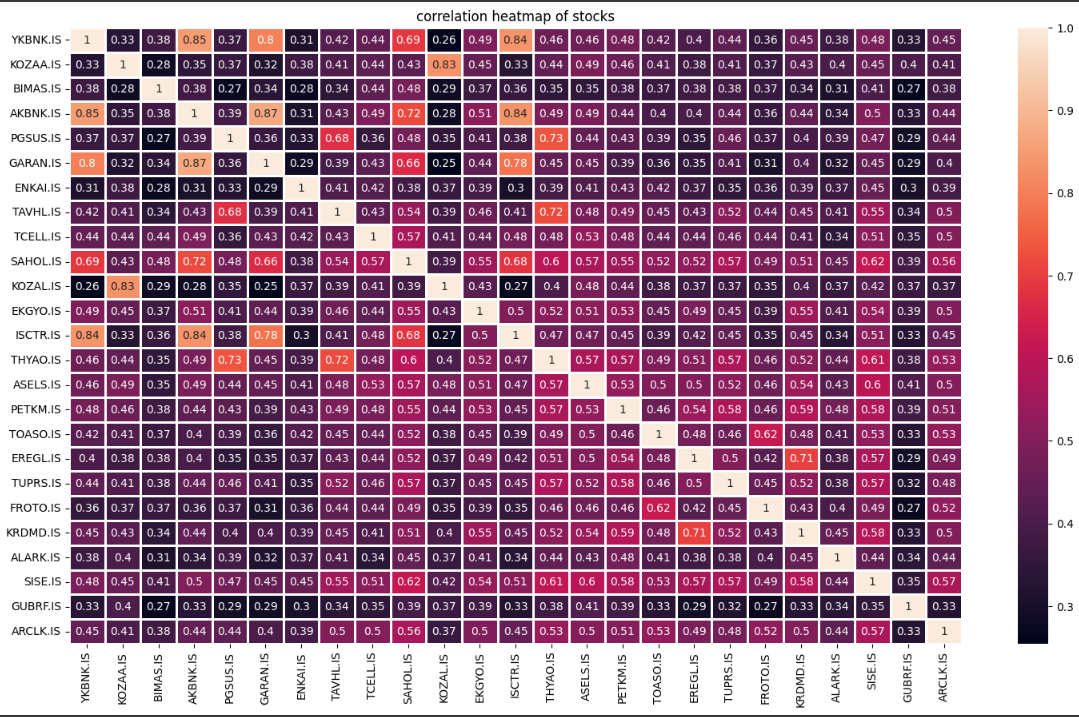 correlation heatmap of stocks
YKBNK.IS 1 0.33 0.38 0.85 0.37 0.8 0.31 0.42 0.44 0.69 0.26 0.49 0.84 0.46 0.46 0.48 0.42 0.4 0.44 0.36 0.45 0.38 0.48 0.33 0.45
KOZAA.IS 0.33 1 0.28 0.35 0.37 0.32 0.38 0.41 0.44 0.43 0.83 0.45 0.33 0.44 0.49 0.46 0.41 0.38 0.41 0.37 0.43 0.4 0.45 0.4 0.41
BIMAS.IS 0.38 0.28 1 0.38 0.27 0.34 0.28 0.34 0.44 0.48 0.29 0.37 0.36 0.36 0.35 0.38 0.37 0.38 0.38 0.37 0.34 0.31 0.41 0.27 0.38
AKBNK.IS 0.85 0.35 0.38 1 0.39 0.87 0.31 0.43 0.49 0.72 0.28 0.51 0.84 0.49 0.49 0.44 0.4 0.4 0.44 0.39 0.44 0.34 0.5 0.33 0.44
PGSUS.IS 0.37 0.37 0.27 0.39 1 0.36 0.33 0.68 0.36 0.48 0.35 0.41 0.38 0.73 0.44 0.43 0.39 0.35 0.46 0.37 0.4 0.39 0.47 0.29 0.44
GARAN.IS 0.8 0.32 0.34 0.87 0.36 1 0.29 0.39 0.43 0.66 0.25 0.44 0.78 0.45 0.45 0.39 0.36 0.35 0.41 0.31 0.4 0.32 0.45 0.29 0.4
ENKAI.IS 0.31 0.38 0.28 0.31 0.33 0.29 1 0.41 0.42 0.38 0.37 0.39 0.3 0.39 0.41 0.43 0.42 0.37 0.35 0.36 0.39 0.37 0.45 0.3 0.39
TAVHL.IS 0.42 0.41 0.34 0.43 0.68 0.39 0.41 1 0.43 0.54 0.39 0.46 0.41 0.72 0.48 0.49 0.45 0.43 0.52 0.44 0.45 0.41 0.55 0.34 0.5
TCELL.IS 0.44 0.44 0.44 0.49 0.36 0.43 0.42 0.43 1 0.57 0.41 0.44 0.48 0.48 0.53 0.48 0.44 0.44 0.46 0.44 0.41 0.34 0.51 0.35 0.5
SAHOL.IS 0.69 0.43 0.48 0.72 0.48 0.66 0.38 0.54 0.57 1 0.39 0.55 0.68 0.6 0.57 0.55 0.52 0.52 0.57 0.49 0.51 0.45 0.62 0.39 0.56
KOZAL.IS 0.26 0.83 0.29 0.28 0.35 0.25 0.37 0.39 0.41 0.39 1 0.43 0.27 0.4 0.48 0.44 0.38 0.37 0.37 0.35 0.4 0.37 0.42 0.37 0.37
EKGYO.IS 0.49 0.45 0.37 0.51 0.41 0.44 0.39 0.46 0.44 0.55 0.43 1 0.5 0.52 0.51 0.53 0.45 0.49 0.45 0.39 0.55 0.41 0.54 0.39 0.5
ISCTR.IS 0.84 0.33 0.36 0.84 0.38 0.78 0.3 0.41 0.48 0.68 0.27 0.5 1 0.47 0.47 0.45 0.39 0.42 0.45 0.35 0.45 0.34 0.51 0.33 0.45
THYAO.IS 0.46 0.44 0.36 0.49 0.73 0.45 0.39 0.72 0.48 0.6 0.4 0.52 0.47 1 0.57 0.57 0.49 0.51 0.57 0.46 0.52 0.44 0.61 0.38 0.53
ASELS.IS 0.46 0.49 0.35 0.49 0.44 0.45 0.41 0.48 0.53 0.57 0.48 0.51 0.47 0.57 1 0.53 0.5 0.5 0.52 0.46 0.54 0.43 0.6 0.41 0.5
PETKM.IS 0.48 0.46 0.38 0.44 0.43 0.39 0.43 0.49 0.48 0.55 0.44 0.53 0.45 0.57 0.53 1 0.46 0.54 0.58 0.46 0.59 0.48 0.58 0.39 0.51
TOASO.IS 0.42 0.41 0.37 0.4 0.39 0.36 0.42 0.45 0.44 0.52 0.38 0.45 0.39 0.49 0.5 0.46 1 0.48 0.46 0.62 0.48 0.41 0.53 0.33 0.53
EREGL.IS 0.4 0.38 0.38 0.4 0.35 0.35 0.37 0.43 0.44 0.52 0.37 0.49 0.42 0.51 0.5 0.54 0.48 1 0.5 0.42 0.71 0.38 0.57 0.29 0.49
TUPRS.IS 0.44 0.41 0.38 0.44 0.46 0.41 0.35 0.52 0.46 0.57 0.37 0.45 0.45 0.57 0.52 0.58 0.46 0.5 1 0.45 0.52 0.38 0.57 0.32 0.48
FROTO.IS 0.36 0.37 0.37 0.39 0.37 0.31 0.36 0.44 0.44 0.49 0.35 0.39 0.35 0.46 0.46 0.46 0.62 0.42 0.45 1 0.43 0.4 0.49 0.27 0.52
KRDMD.IS 0.45 0.43 0.34 0.44 0.4 0.4 0.39 0.45 0.41 0.51 0.4 0.55 0.45 0.52 0.54 0.59 0.48 0.71 0.52 0.43 1 0.45 0.58 0.33 0.5
ALARK.IS 0.38 0.4 0.31 0.34 0.39 0.32 0.37 0.41 0.34 0.45 0.37 0.41 0.34 0.44 0.43 0.48 0.41 0.38 0.38 0.4 0.45 1 0.44 0.34 0.44
SISE.IS 0.48 0.45 0.41 0.5 0.47 0.45 0.45 0.55 0.51 0.62 0.42 0.54 0.51 0.61 0.6 0.58 0.53 0.57 0.57 0.49 0.58 0.44 1 0.35 0.57
GUBRF.IS 0.33 0.4 0.27 0.33 0.29 0.29 0.3 0.34 0.35 0.39 0.37 0.39 0.33 0.38 0.41 0.39 0.33 0.29 0.32 0.27 0.33 0.34 0.35 1 0.33
ARCLK.IS 0.45 0.41 0.38 0.44 0.44 0.4 0.39 0.5 0.5 0.56 0.37 0.5 0.45 0.53 0.5 0.51 0.53 0.49 0.48 0.52 0.5 0.44 0.57 0.33 1
YKBNK.IS KOZAA.IS BIMAS.IS AKBNK.IS PGSUS.IS GARAN.IS ENKAI.IS TAVHL.IS TCELL.IS SAHOL.IS KOZAL.IS EKGYO.IS ISCTR.IS THYAO.IS ASELS.IS PETKM.IS TOASO.IS EREGL.IS TUPRS.IS FROTO.IS KRDMD.IS ALARK.IS SISE.IS GUBRF.IS ARCLK.IS
1.0
0.9
0.8
0.7
0.6
0.5
0.4
0.3